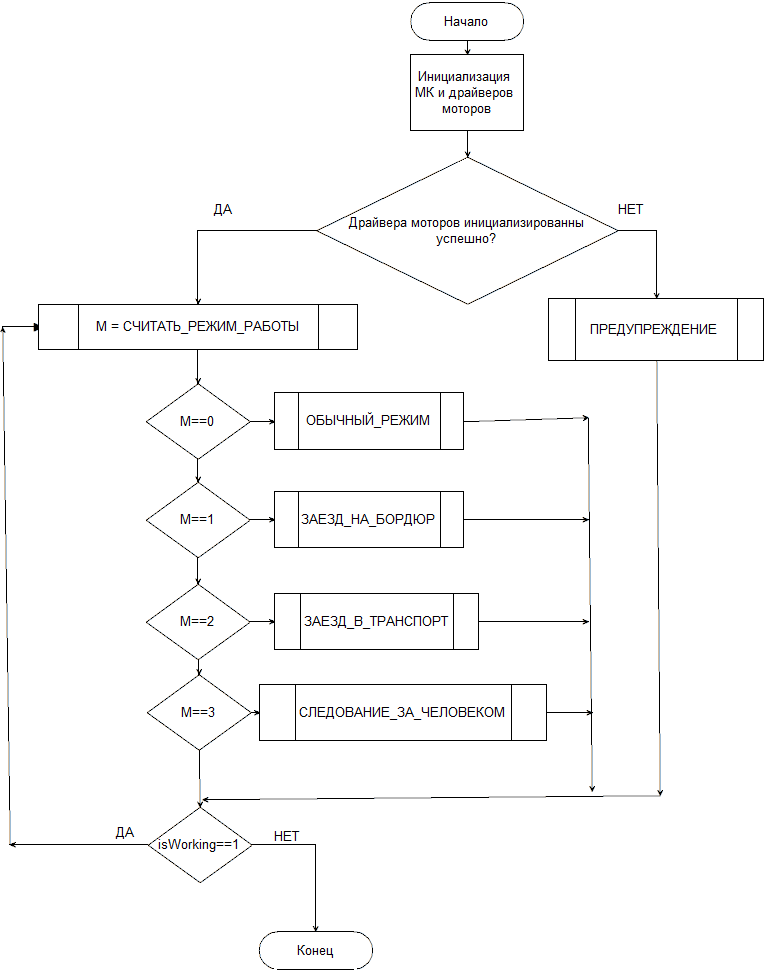 Начало
Инициализация
МК и драйверов
моторов
Драйвера моторов инициализированны
успешно?
ДА
НЕТ
М = СЧИТАТЬ_РЕЖИМ_РАБОТЫ
ПРЕДУПРЕЖДЕНИЕ
М==0
ОБЫЧНЫЙ_РЕЖИМ
М==1
ЗАЕЗД_НА_БОРДЮР
М==2
ЗАЕЗД_В_ТРАНСПОРТ
М==3
СЛЕДОВАНИЕ_ЗА_ЧЕЛОВЕКОМ
ДА
isWorking==1
НЕТ
Конец